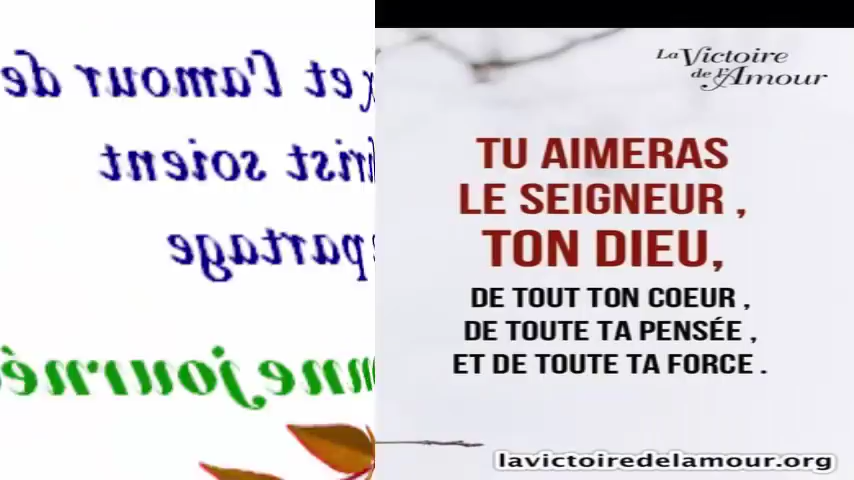 et l'amour de
soient
partage
La Victoire
de l'Amour
TU AIMERAS
LE SEIGNEUR ,
TON DIEU,
DE TOUT TON COEUR ,
DE TOUTE TA PENSÉE ,
ET DE TOUTE TA FORCE .
lavictoiredelamour.org